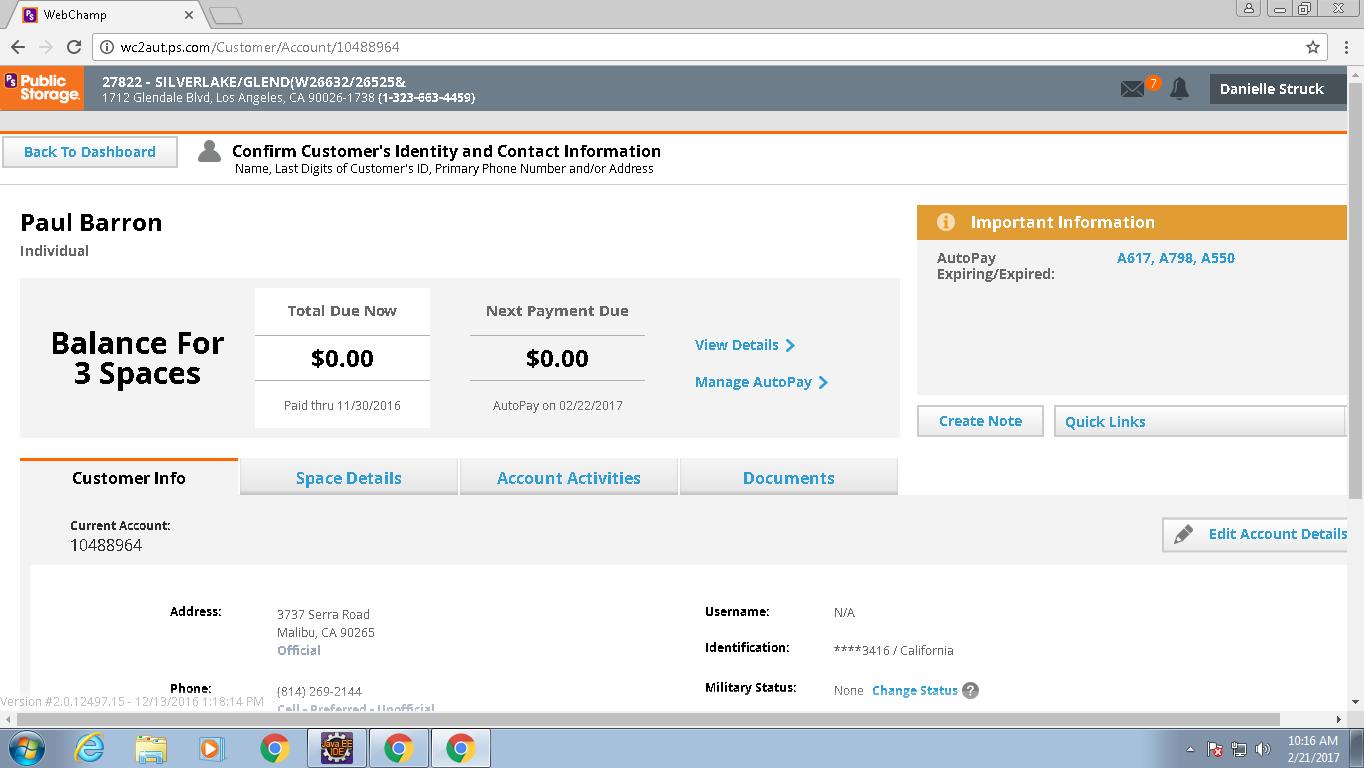 WebChamp
wc2aut.ps.com/Customer/Account/10488964
Public Storage.
27822 - SILVERLAKE/GLEND(W26632/26525&
1712 Glendale Blvd, Los Angeles, CA 90026-1738 (1-323-663-4459)
7
Danielle Struck
Back To Dashboard
Confirm Customer's Identity and Contact Information
Name, Last Digits of Customer's ID, Primary Phone Number and/or Address
Paul Barron
Individual
Balance For
3 Spaces
Total Due Now
$0.00
Paid thru 11/30/2016
Next Payment Due
$0.00
AutoPay on 02/22/2017
View Details
Manage AutoPay
Important Information
AutoPay
Expiring/Expired:
A617, A798, A550
Create Note
Quick Links
Customer Info
Space Details
Account Activities
Documents
Current Account:
10488964
Edit Account Details
Address:
3737 Serra Road
Malibu, CA 90265
Official
Phone:
(814) 269-2144
Cell - Preferred - Unofficial
Username:
N/A
Identification:
****3416 / California
Military Status:
None Change Status ?
Version #2.0.12497.15 - 12/13/2016 1:18:14 PM
Java EE
IDE
10:16 AM
2/21/2017